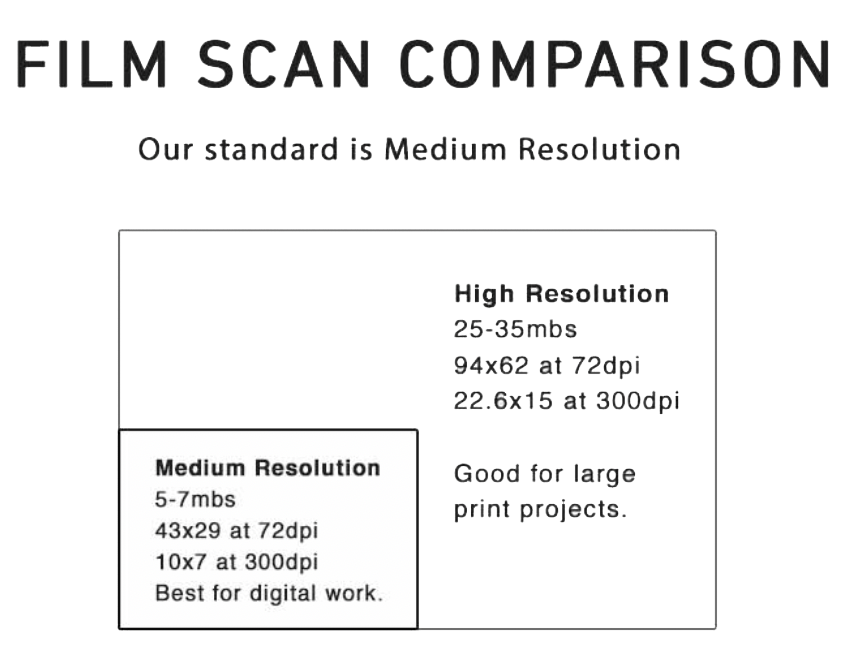 FILM SCAN COMPARISON
Our standard is Medium Resolution
High Resolution
25-35mbs
94x62 at 72dpi
22.6x15 at 300dpi
Good for large
print projects.
Medium Resolution
5-7mbs
43x29 at 72dpi
10x7 at 300dpi
Best for digital work.